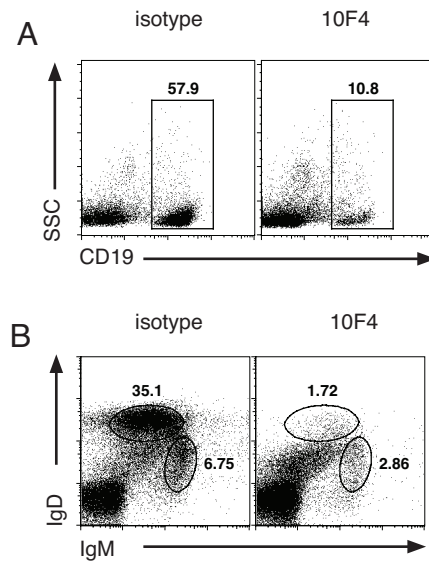 A
isotype 10F4
57.9 10.8
SSC
CD19
B
isotype 10F4
35.1 1.72
6.75 2.86
IgD
IgM